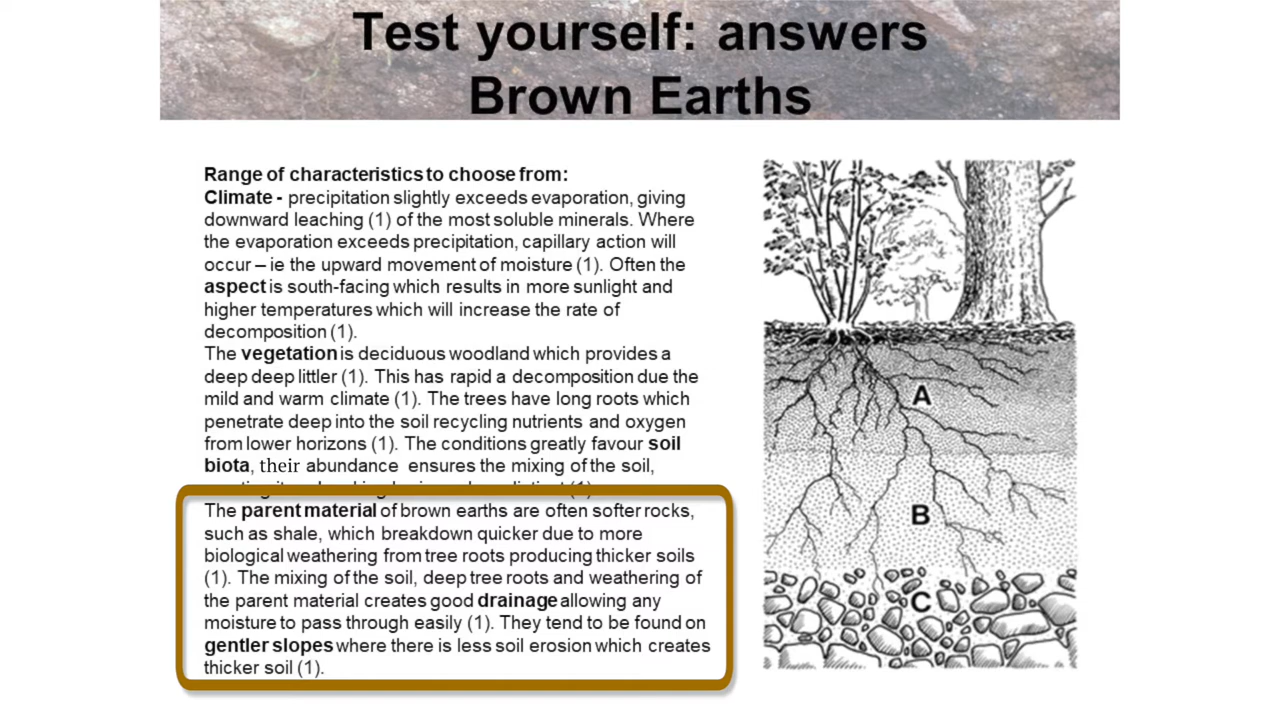 Test yourself: answers
Brown Earths
Range of characteristics to choose from:
Climate - precipitation slightly exceeds evaporation, giving
downward leaching (1) of the most soluble minerals. Where
the evaporation exceeds precipitation, capillary action will
occur – ie the upward movement of moisture (1). Often the
aspect is south-facing which results in more sunlight and
higher temperatures which will increase the rate of
decomposition (1).
The vegetation is deciduous woodland which provides a
deep deep littler (1). This has rapid a decomposition due the
mild and warm climate (1). The trees have long roots which
penetrate deep into the soil recycling nutrients and oxygen
from lower horizons (1). The conditions greatly favour soil
biota, their abundance ensures the mixing of the soil,
(1)
The parent material of brown earths are often softer rocks,
such as shale, which breakdown quicker due to more
biological weathering from tree roots producing thicker soils
(1). The mixing of the soil, deep tree roots and weathering of
the parent material creates good drainage allowing any
moisture to pass through easily (1). They tend to be found on
gentler slopes where there is less soil erosion which creates
thicker soil (1).
A
B
C